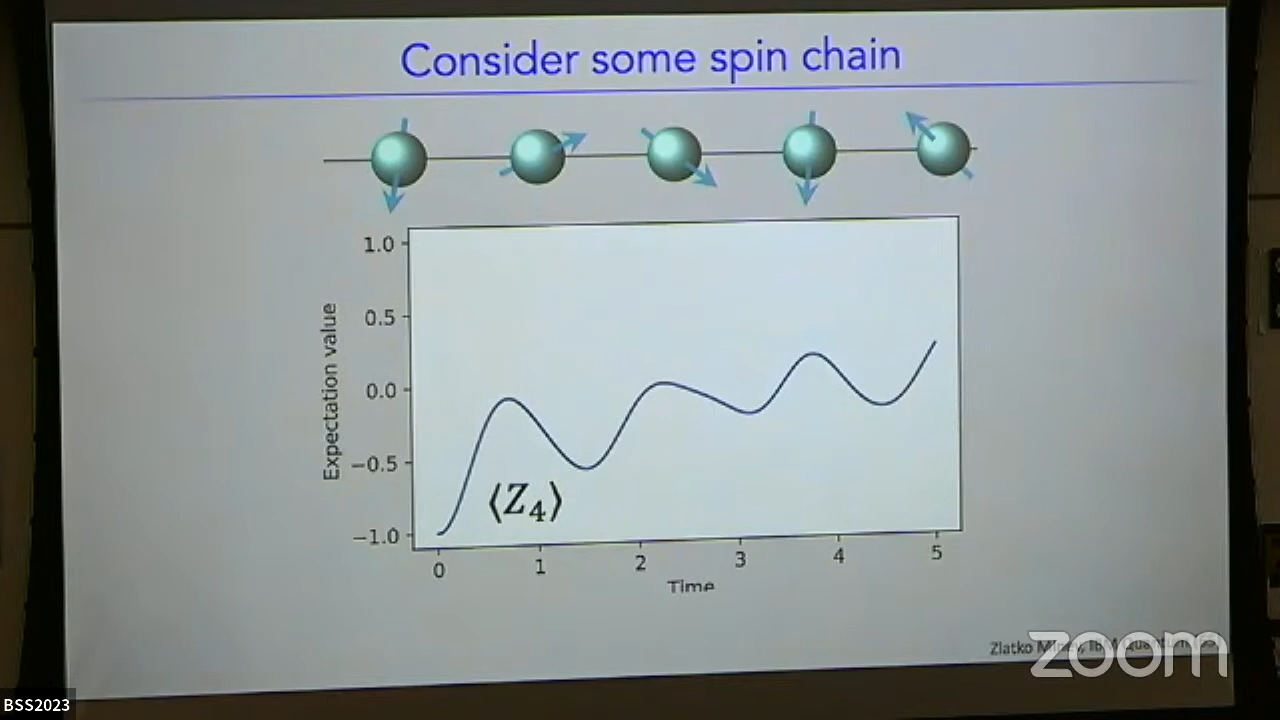 Consider some spin chain
1.0
0.5
0.0
−0.5
−1.0
Expectation value
⟨Z₄⟩
0 1 2 3 4 5
Time
Zlatko
zoom
BSS2023